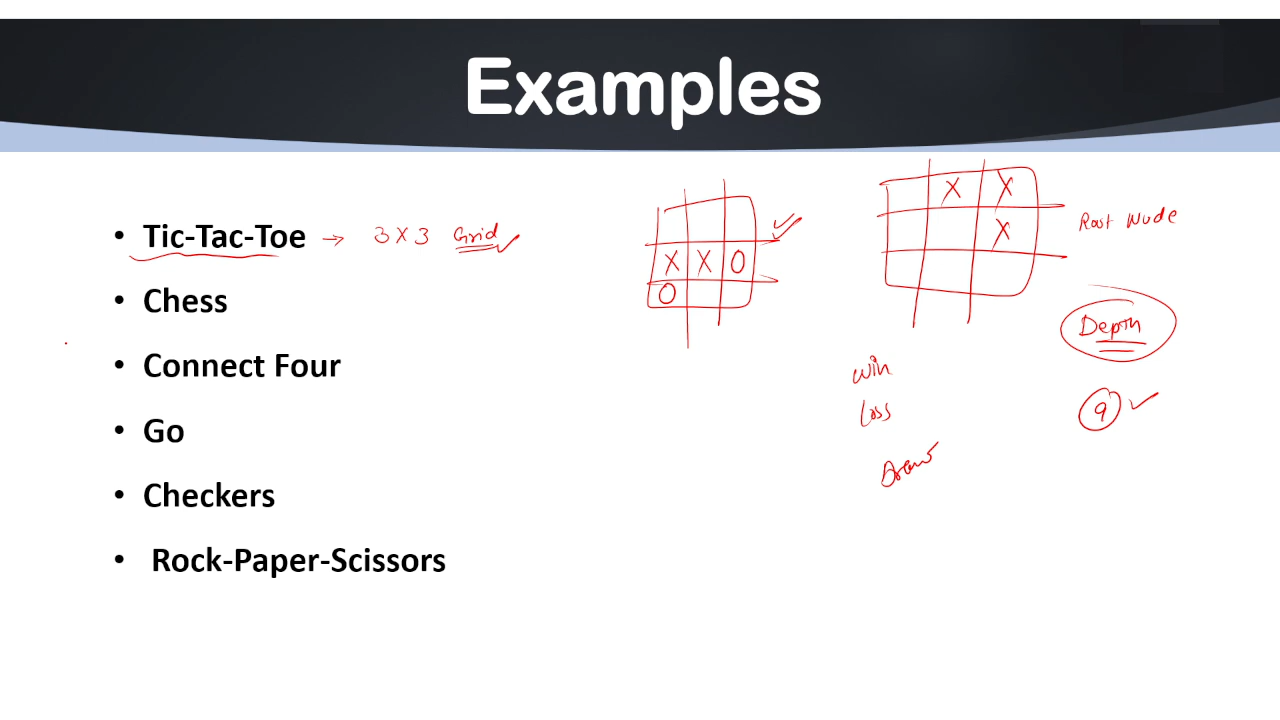 Examples
• Tic-Tac-Toe → 3 X 3 Grid
• Chess
• Connect Four
• Go
• Checkers
• Rock-Paper-Scissors
X X O
O
X X
X
Root Node
Depth
9
Win
Loss
Draw